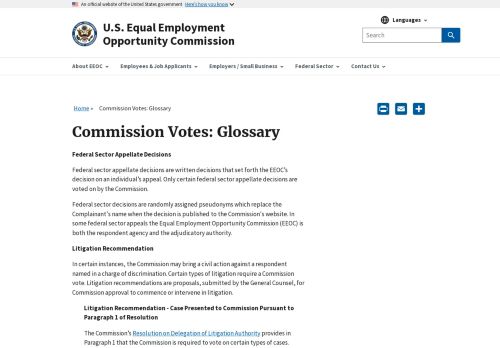 An official website of the United States government Here's how you know
Languages
U.S. Equal Employment
Opportunity Commission
Search
About EEOC
Employees & Job Applicants
Employers / Small Business
Federal Sector
Contact Us
Home » Commission Votes: Glossary
Commission Votes: Glossary
Federal Sector Appellate Decisions
Federal sector appellate decisions are written decisions that set forth the EEOC's
decision on an individual's appeal. Only certain federal sector appellate decisions are
voted on by the Commission.
Federal sector decisions are randomly assigned pseudonyms which replace the
Complainant's name when the decision is published to the Commission's website. In
some federal sector appeals the Equal Employment Opportunity Commission (EEOC) is
both the respondent agency and the adjudicatory authority.
Litigation Recommendation
In certain instances, the Commission may bring a civil action against a respondent
named in a charge of discrimination. Certain types of litigation require a Commission
vote. Litigation recommendations are proposals, submitted by the General Counsel, for
Commission approval to commence or intervene in litigation.
Litigation Recommendation - Case Presented to Commission Pursuant to
Paragraph 1 of Resolution
The Commission's Resolution on Delegation of Litigation Authority provides in
Paragraph 1 that the Commission is required to vote on certain types of cases.